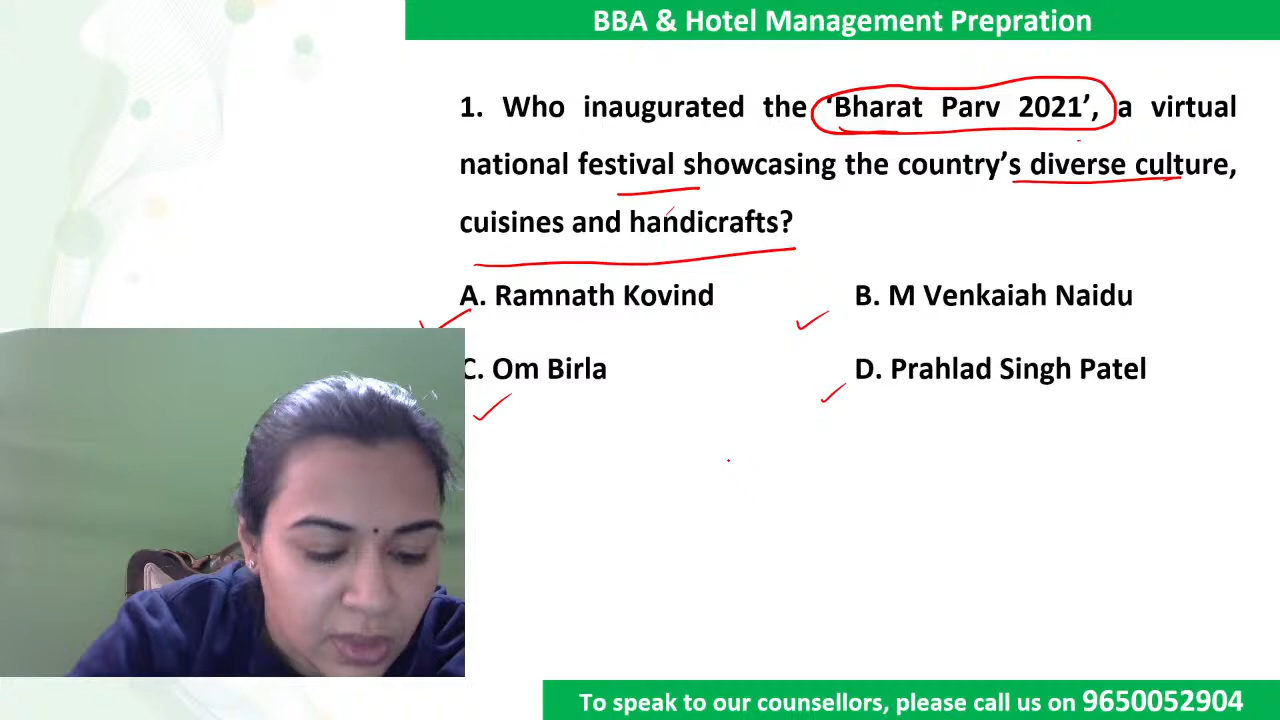 BBA & Hotel Management Prepration
1. Who inaugurated the ‘Bharat Parv 2021’, a virtual
national festival showcasing the country’s diverse culture,
cuisines and handicrafts?
A. Ramnath Kovind
B. M Venkaiah Naidu
C. Om Birla
D. Prahlad Singh Patel
To speak to our counsellors, please call us on 9650052904